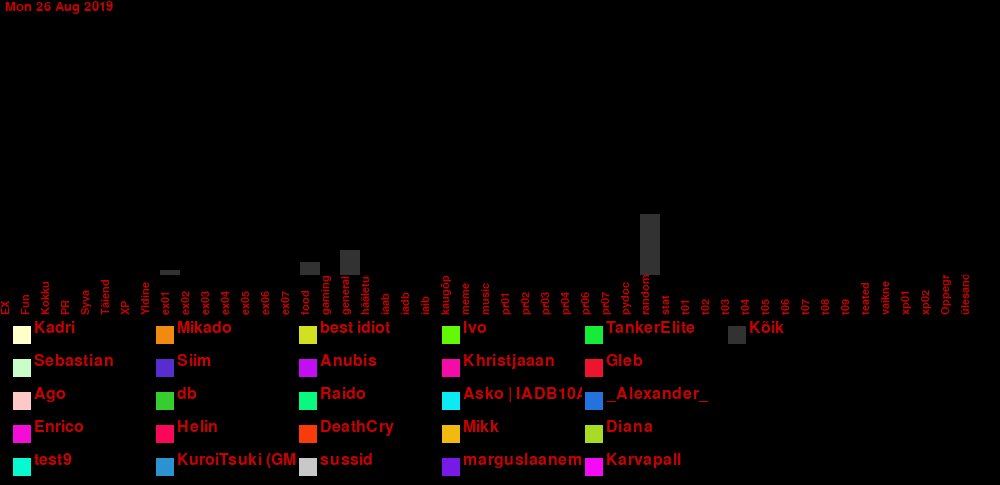 Mon 26 Aug 2019
EX Fun Kokku PR Syva Täiend XP Yldine ex01 ex02 ex03 ex04 ex05 ex06 ex07 food gaming general hääletu iaab iadb iaib kaugõp meme music pr01 pr02 pr03 pr04 pr06 pr07 pydoc random stat t01 t02 t03 t04 t05 t06 t07 t08 t09 teated vaikne xp01 xp02 Õppegr ülesand
Kadri Mikado best idiot Ivo TankerElite Kõik
Sebastian Siim Anubis Khristjaaan Gleb
Ago db Raido Asko | IADB10A _Alexander_
Enrico Helin DeathCry Mikk Diana
test9 KuroiTsuki (GM sussid marguslaanem Karvapall